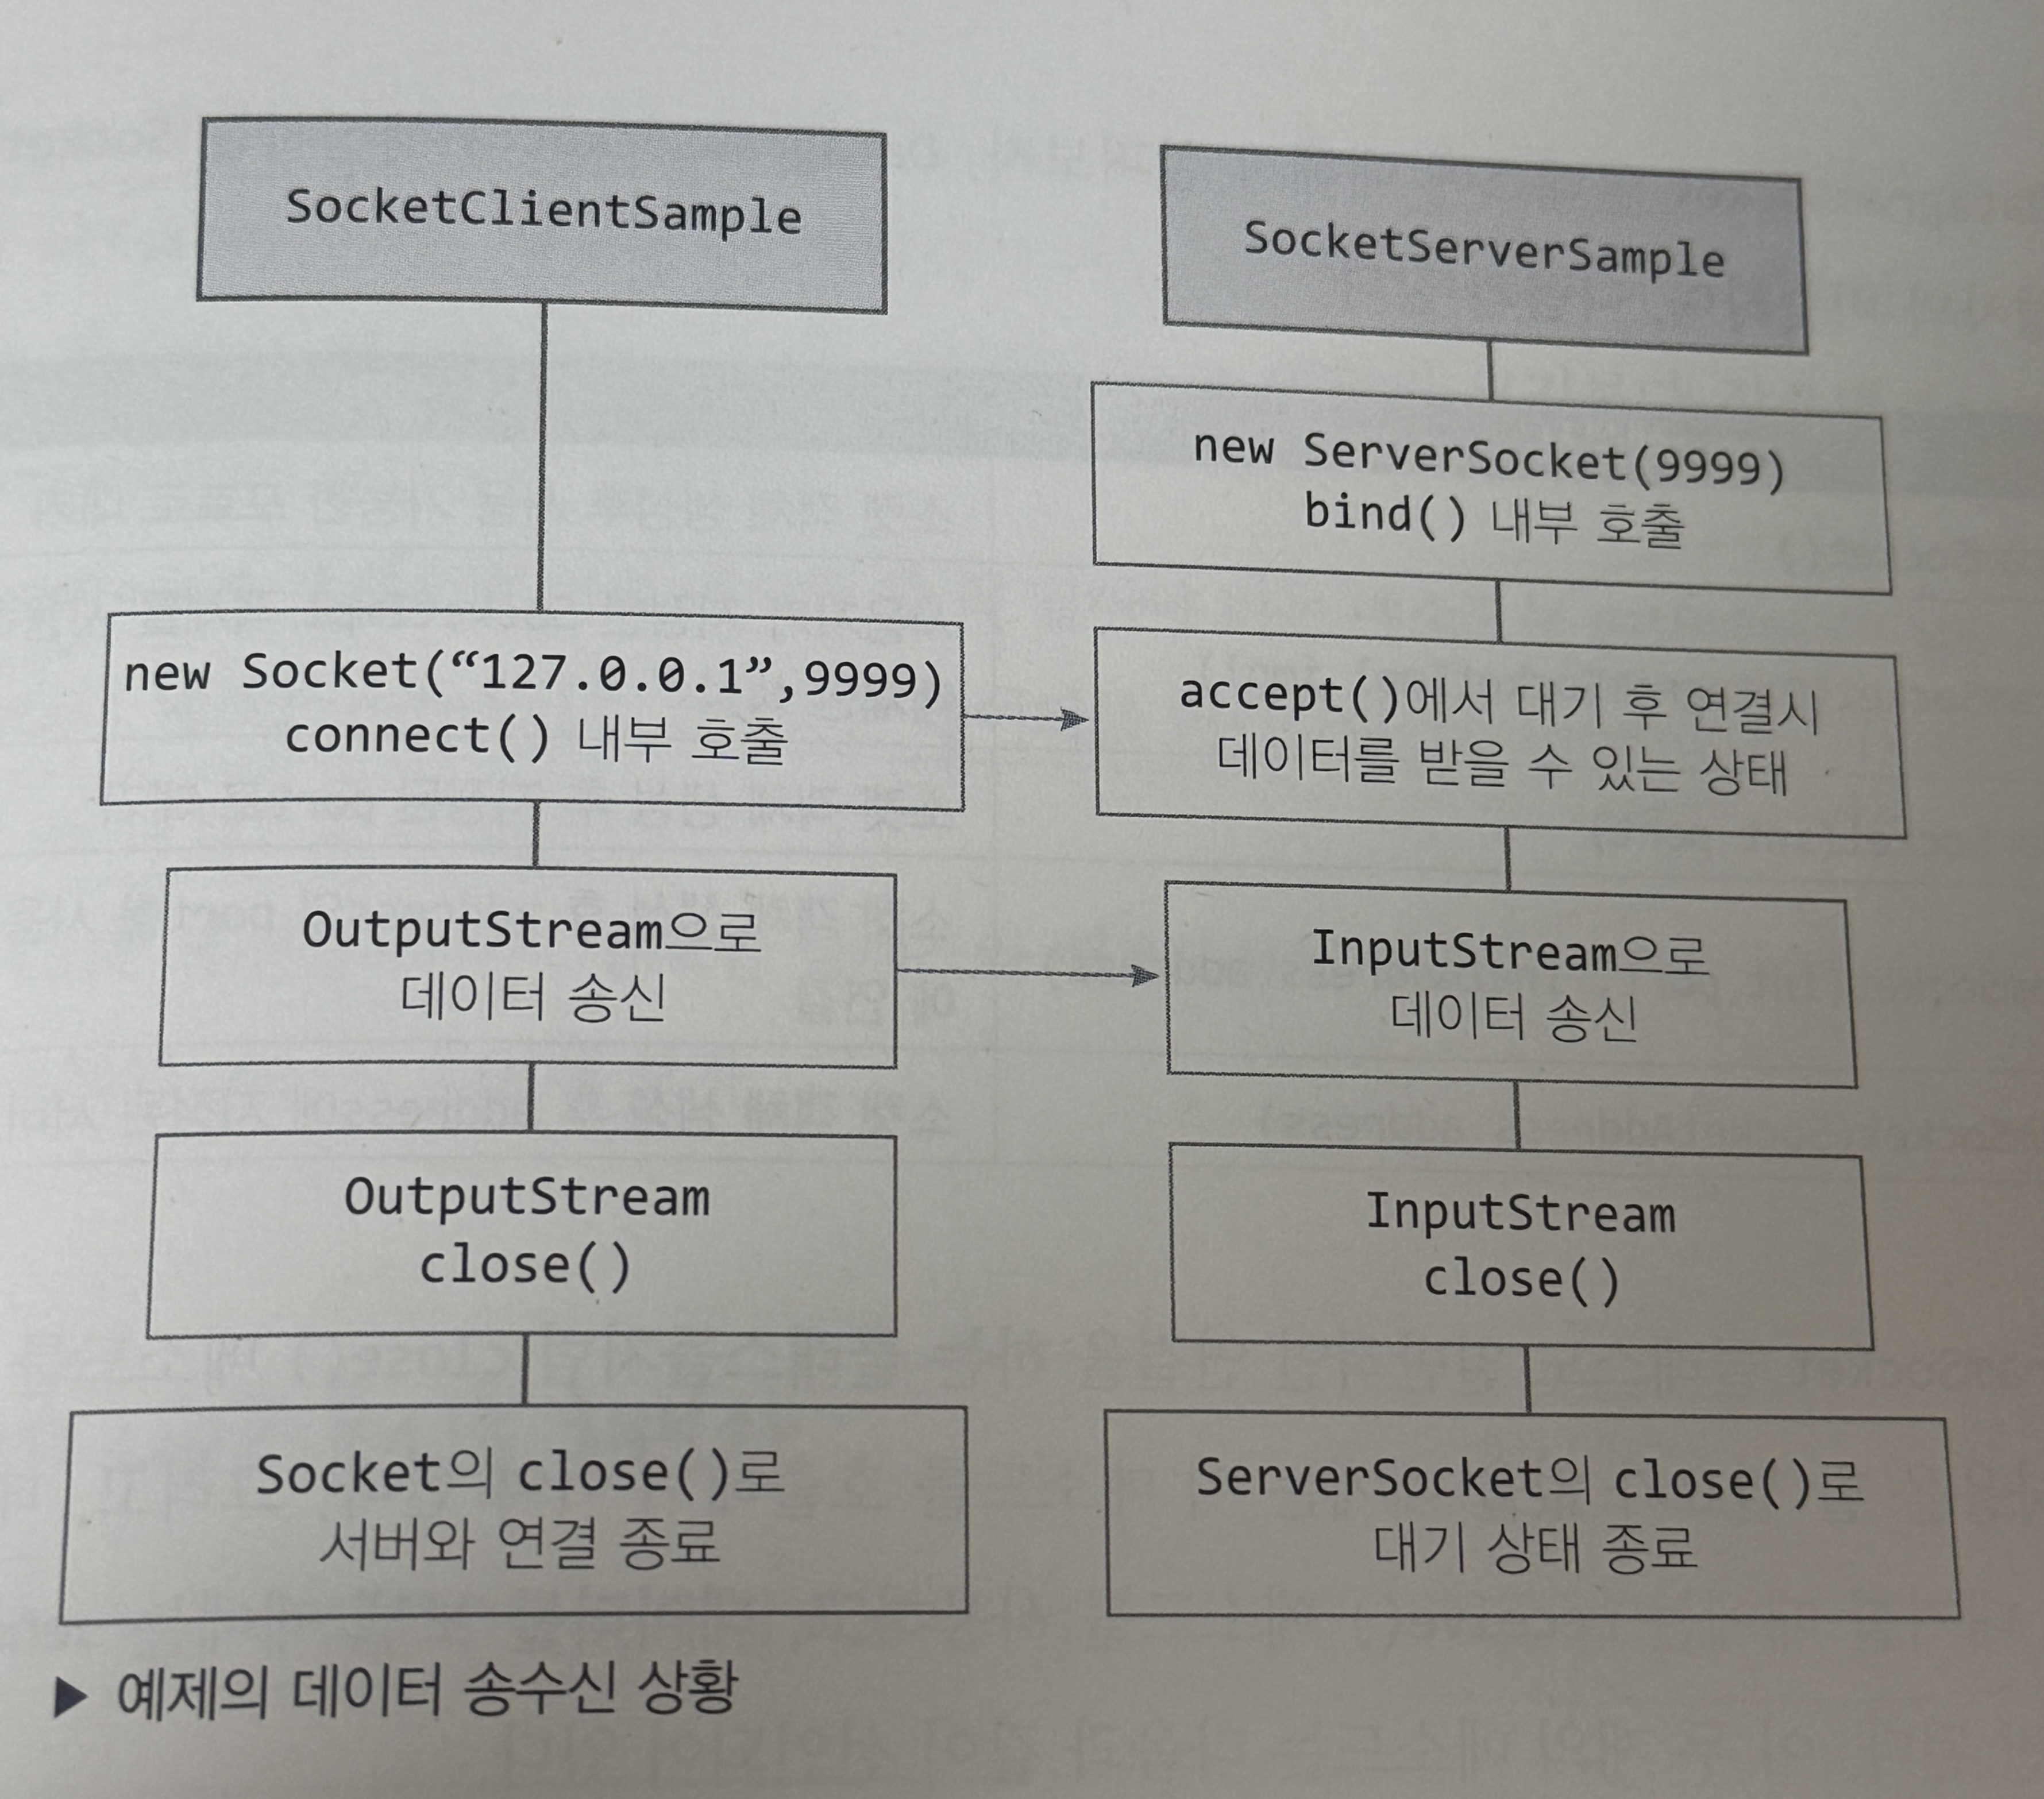 SocketClientSample
new Socket(“127.0.0.1”,9999)
connect() 내부 호출
OutputStream으로
데이터 송신
OutputStream
close()
Socket의 close()로
서버와 연결 종료
SocketServerSample
new ServerSocket(9999)
bind() 내부 호출
accept()에서 대기 후 연결시
데이터를 받을 수 있는 상태
InputStream으로
데이터 송신
InputStream
close()
ServerSocket의 close()로
대기 상태 종료
▶ 예제의 데이터 송수신 상황